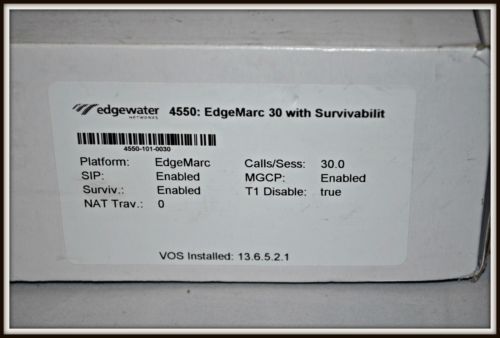 edgewater
NETWORKS
4550: EdgeMarc 30 with Survivabilit
4550-101-0030
Platform: EdgeMarc Calls/Sess: 30.0
SIP: Enabled MGCP: Enabled
Surviv.: Enabled T1 Disable: true
NAT Trav.: 0
VOS Installed: 13.6.5.2.1